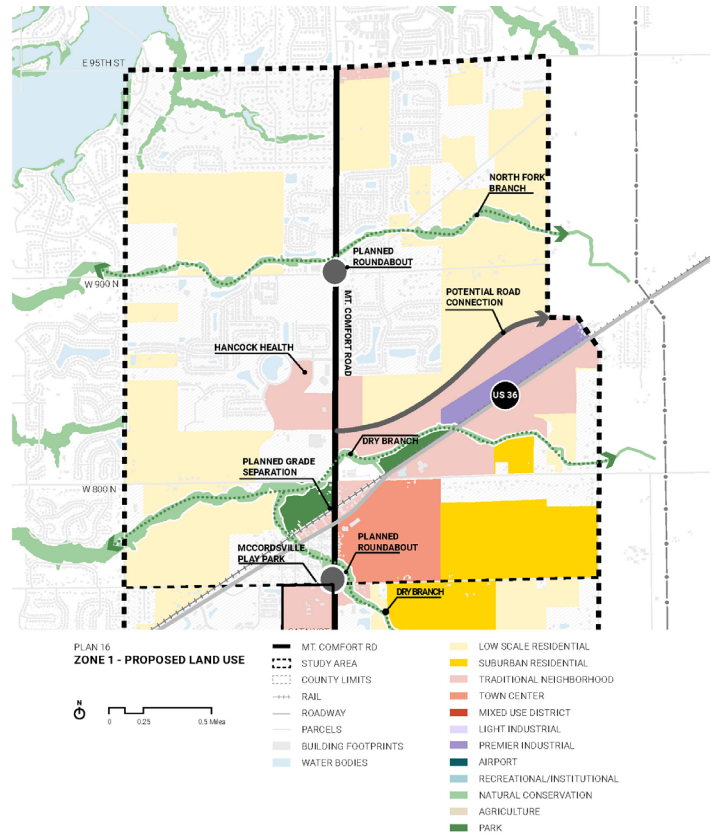 E 95TH ST
NORTH FORK
BRANCH
PLANNED
ROUNDABOUT
W 900 N
POTENTIAL ROAD
CONNECTION
MT. COMFORT ROAD
HANCOCK HEALTH
US 36
DRY BRANCH
PLANNED GRADE
SEPARATION
W 800 N
PLANNED
ROUNDABOUT
MCCORDSVILLE
PLAY PARK
DRY BRANCH
PLAN 16
ZONE 1 - PROPOSED LAND USE
N
0 0.25 0.5 Miles
MT. COMFORT RD
STUDY AREA
COUNTY LIMITS
RAIL
ROADWAY
PARCELS
BUILDING FOOTPRINTS
WATER BODIES
LOW SCALE RESIDENTIAL
SUBURBAN RESIDENTIAL
TRADITIONAL NEIGHBORHOOD
TOWN CENTER
MIXED USE DISTRICT
LIGHT INDUSTRIAL
PREMIER INDUSTRIAL
AIRPORT
RECREATIONAL/INSTITUTIONAL
NATURAL CONSERVATION
AGRICULTURE
PARK